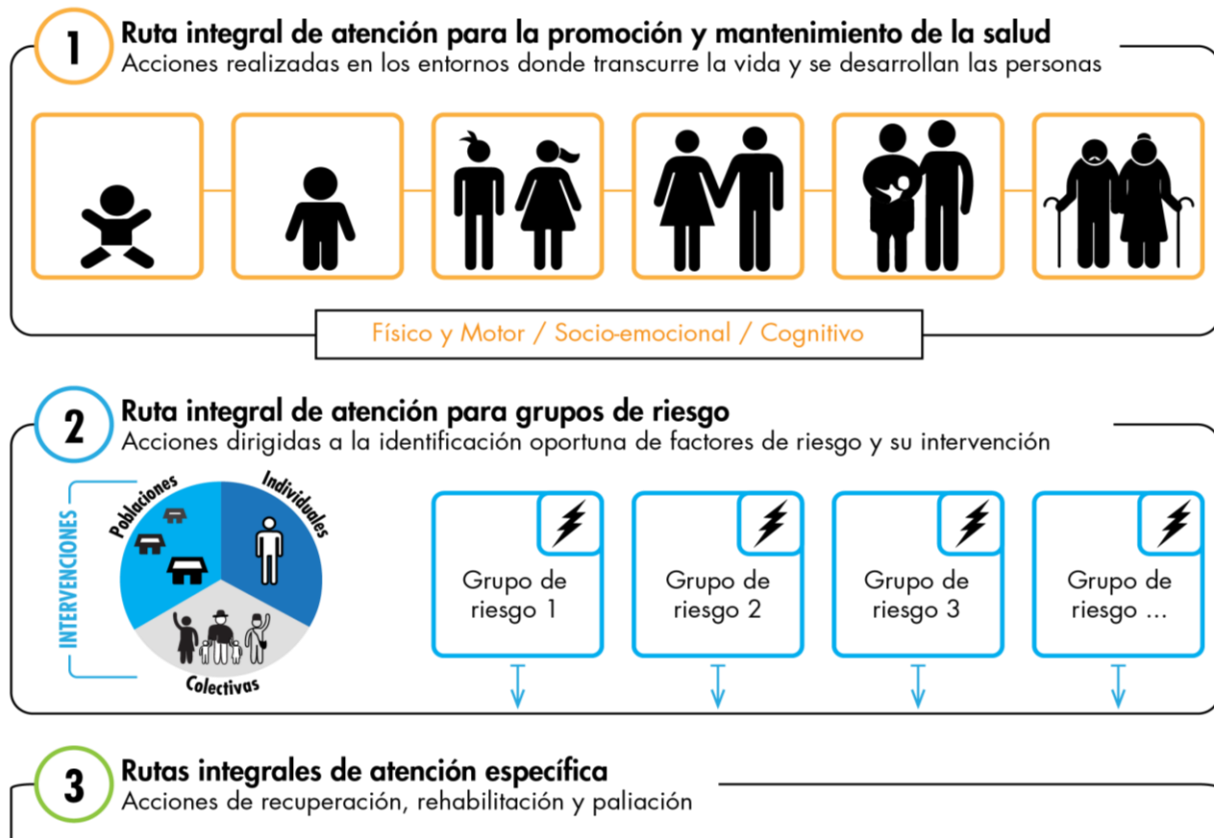 1
Ruta integral de atención para la promoción y mantenimiento de la salud
Acciones realizadas en los entornos donde transcurre la vida y se desarrollan las personas
Físico y Motor / Socio-emocional / Cognitivo
2
Ruta integral de atención para grupos de riesgo
Acciones dirigidas a la identificación oportuna de factores de riesgo y su intervención
INTERVENCIONES
Poblaciones
Individuales
Colectivas
Grupo de
riesgo 1
Grupo de
riesgo 2
Grupo de
riesgo 3
Grupo de
riesgo ...
3
Rutas integrales de atención específica
Acciones de recuperación, rehabilitación y paliación